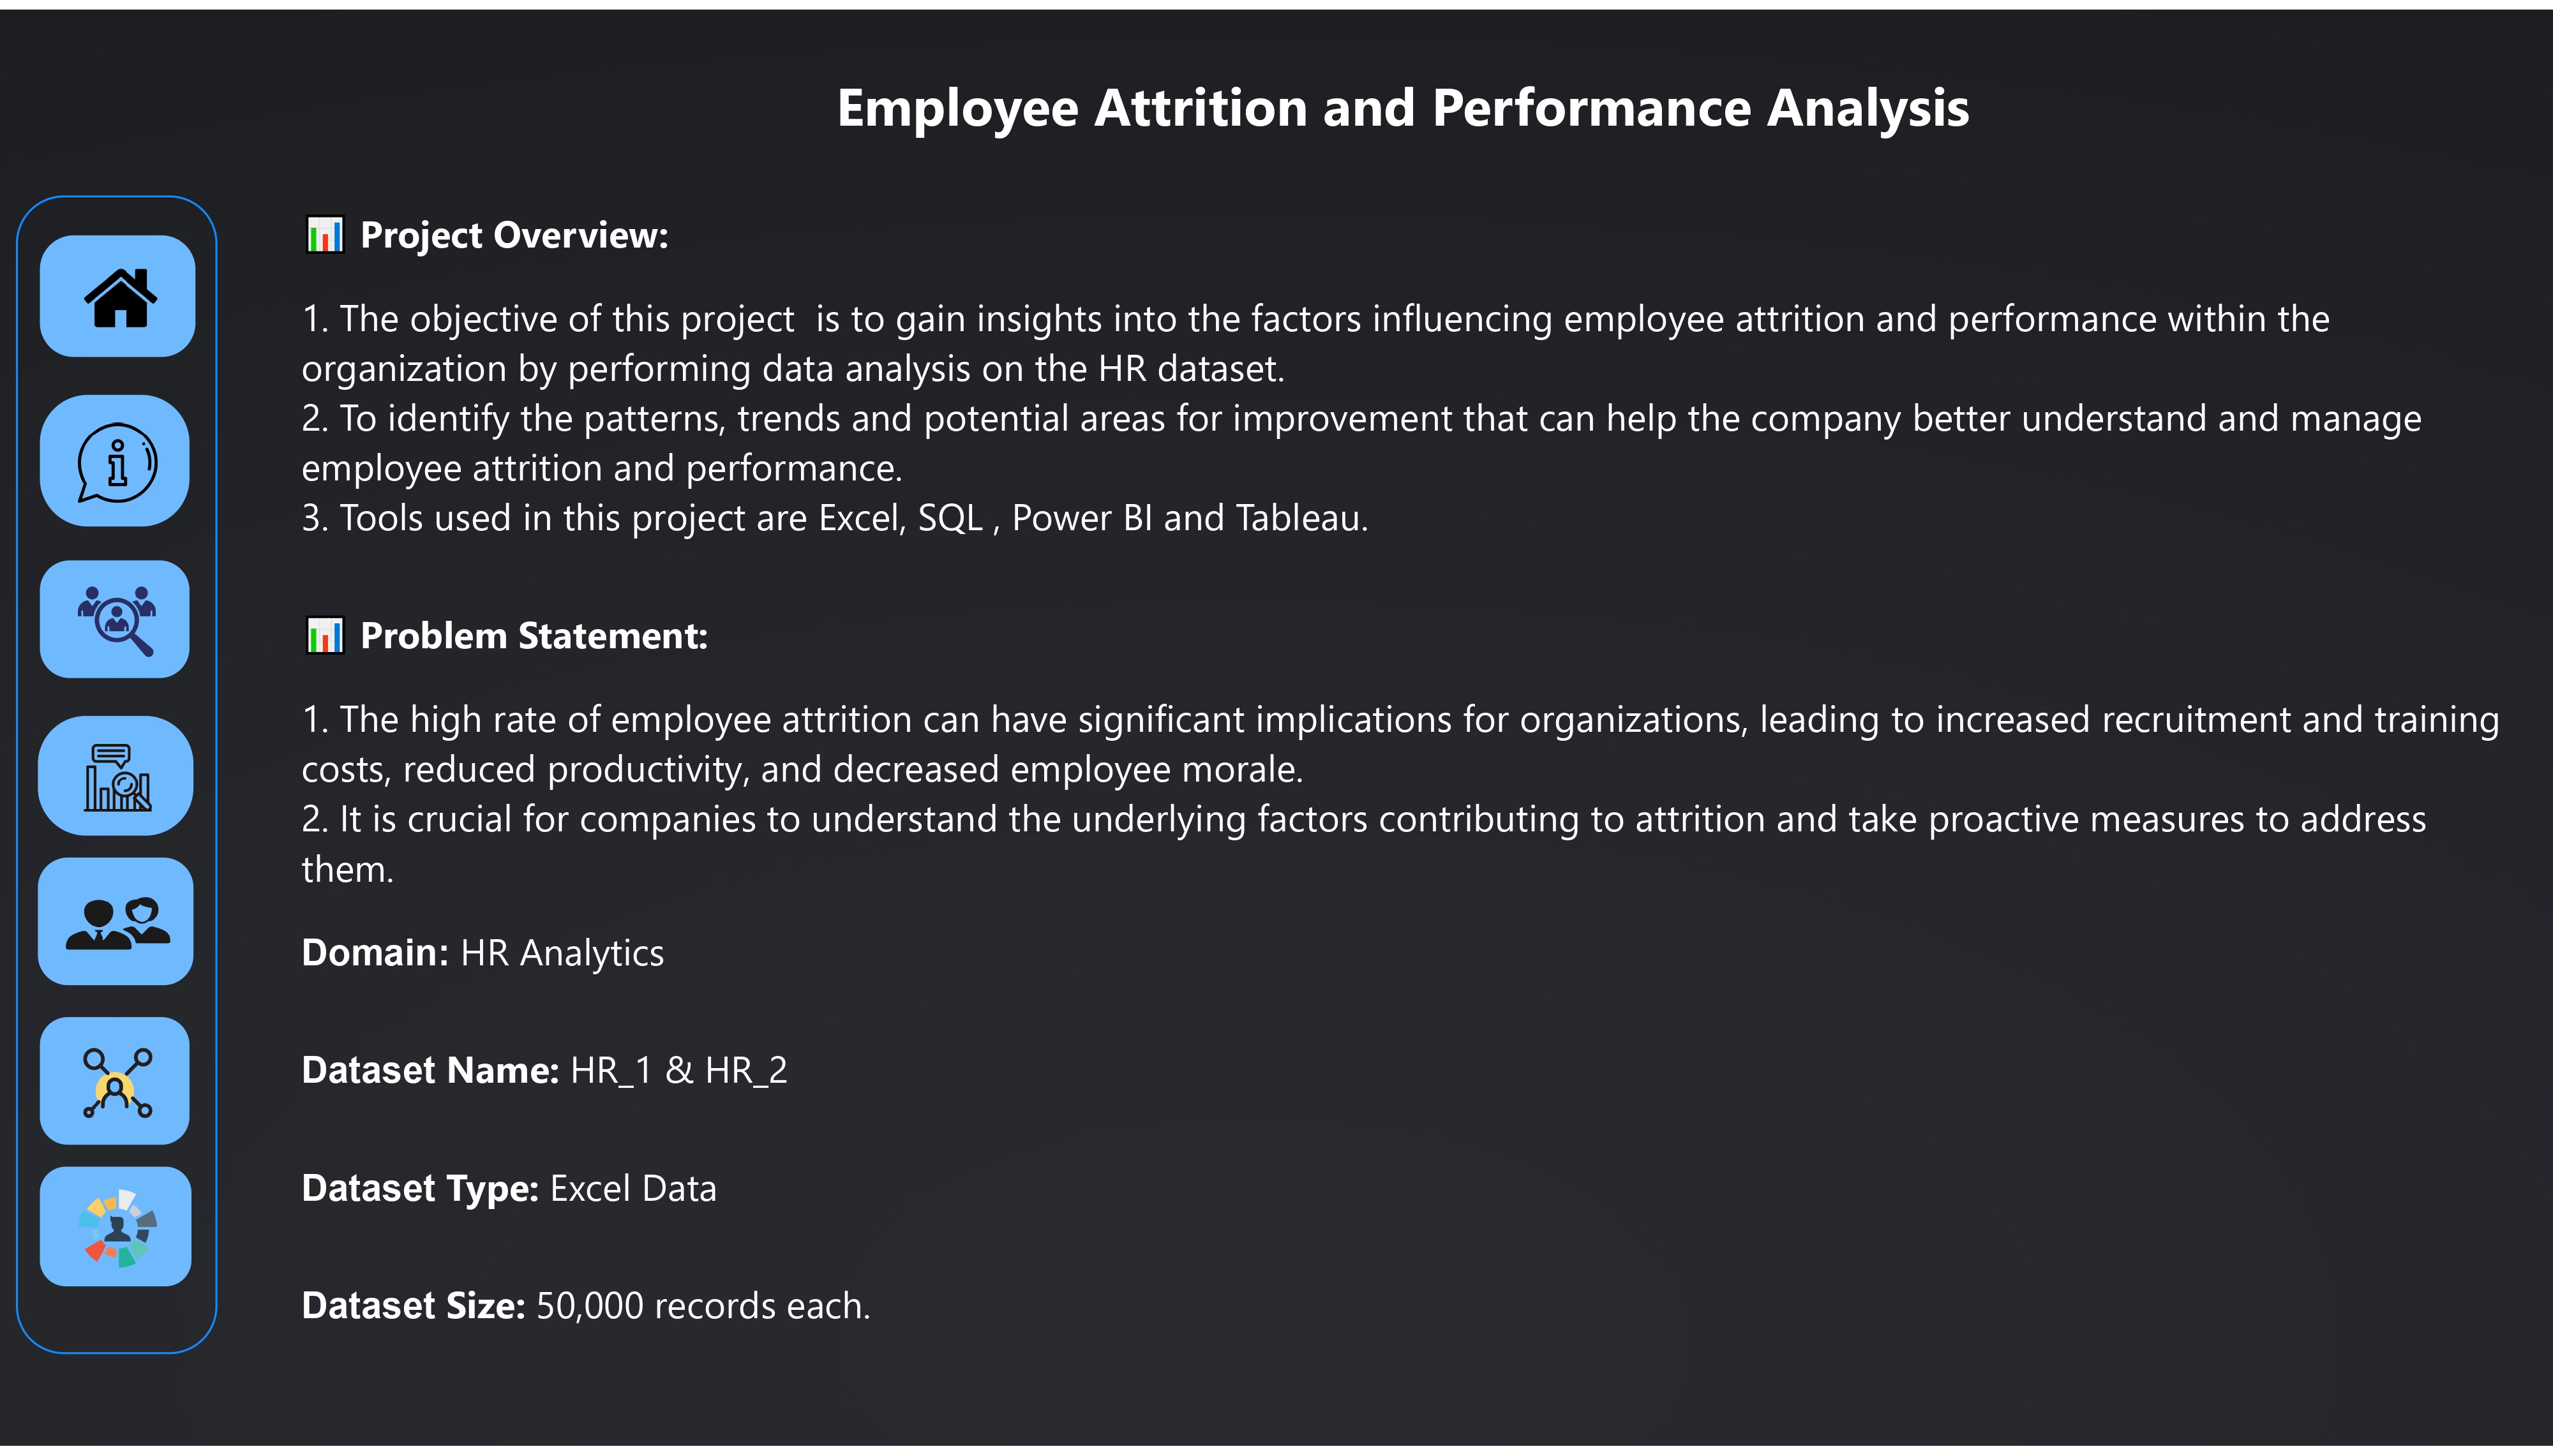 Employee Attrition and Performance Analysis
Project Overview:
1. The objective of this project  is to gain insights into the factors influencing employee attrition and performance within the
organization by performing data analysis on the HR dataset.
2. To identify the patterns, trends and potential areas for improvement that can help the company better understand and manage
employee attrition and performance.
3. Tools used in this project are Excel, SQL , Power BI and Tableau.
Problem Statement:
1. The high rate of employee attrition can have significant implications for organizations, leading to increased recruitment and training
costs, reduced productivity, and decreased employee morale.
2. It is crucial for companies to understand the underlying factors contributing to attrition and take proactive measures to address
them.
Domain: HR Analytics
Dataset Name: HR_1 & HR_2
Dataset Type: Excel Data
Dataset Size: 50,000 records each.